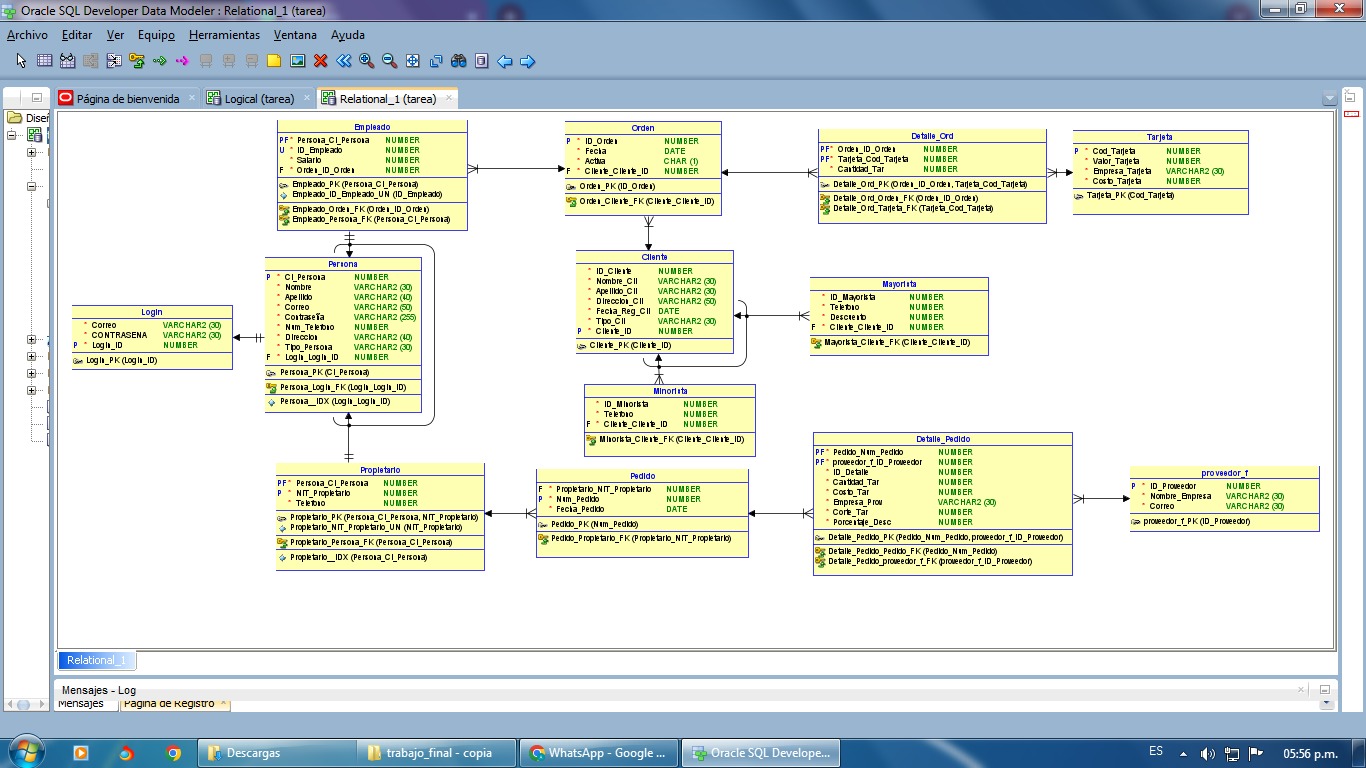 Oracle SQL Developer Data Modeler : Relational_1 (tarea)
Archivo Editar Ver Equipo Herramientas Ventana Ayuda
Página de bienvenida × Logical (tarea) × Relational_1 (tarea) ×
Diseñ
Empleado
PF * Persona_CI_Persona NUMBER
U * ID_Empleado NUMBER
* Salario NUMBER
F * Orden_ID_Orden NUMBER
Empleado_PK (Persona_CI_Persona)
Empleado_ID_Empleado_UN (ID_Empleado)
Empleado_Orden_FK (Orden_ID_Orden)
Empleado_Persona_FK (Persona_CI_Persona)
Orden
P * ID_Orden NUMBER
* Fecha DATE
* Activa CHAR (1)
F * Cliente_Cliente_ID NUMBER
Orden_PK (ID_Orden)
Orden_Cliente_FK (Cliente_Cliente_ID)
Detalle_Ord
PF * Orden_ID_Orden NUMBER
PF * Tarjeta_Cod_Tarjeta NUMBER
* Cantidad_Tar NUMBER
Detalle_Ord_PK (Orden_ID_Orden, Tarjeta_Cod_Tarjeta)
Detalle_Ord_Orden_FK (Orden_ID_Orden)
Detalle_Ord_Tarjeta_FK (Tarjeta_Cod_Tarjeta)
Tarjeta
P * Cod_Tarjeta NUMBER
* Valor_Tarjeta NUMBER
* Empresa_Tarjeta VARCHAR2 (30)
* Costo_Tarjeta NUMBER
Tarjeta_PK (Cod_Tarjeta)
Login
* Correo VARCHAR2 (30)
* CONTRASENA VARCHAR2 (30)
P * Login_ID NUMBER
Login_PK (Login_ID)
Persona
P * CI_Persona NUMBER
* Nombre VARCHAR2 (30)
* Apellido VARCHAR2 (40)
* Correo VARCHAR2 (50)
* Contraseña VARCHAR2 (255)
* Num_Telefono NUMBER
* Direccion VARCHAR2 (40)
* Tipo_Persona VARCHAR2 (30)
F * Login_Login_ID NUMBER
Persona_PK (CI_Persona)
Persona_Login_FK (Login_Login_ID)
Persona__IDX (Login_Login_ID)
Cliente
* ID_Cliente NUMBER
* Nombre_Cli VARCHAR2 (30)
* Apellido_Cli VARCHAR2 (30)
* Direccion_Cli VARCHAR2 (50)
* Fecha_Reg_Cli DATE
* Tipo_Cli VARCHAR2 (30)
P * Cliente_ID NUMBER
Cliente_PK (Cliente_ID)
Mayorista
* ID_Mayorista NUMBER
* Telefono NUMBER
* Descuento NUMBER
F * Cliente_Cliente_ID NUMBER
Mayorista_Cliente_FK (Cliente_Cliente_ID)
Minorista
* ID_Minorista NUMBER
* Telefono NUMBER
F * Cliente_Cliente_ID NUMBER
Minorista_Cliente_FK (Cliente_Cliente_ID)
Propietario
PF * Persona_CI_Persona NUMBER
P * NIT_Propietario NUMBER
* Telefono NUMBER
Propietario_PK (Persona_CI_Persona, NIT_Propietario)
Propietario_NIT_Propietario_UN (NIT_Propietario)
Propietario_Persona_FK (Persona_CI_Persona)
Propietario__IDX (Persona_CI_Persona)
Pedido
F * Propietario_NIT_Propietario NUMBER
P * Num_Pedido NUMBER
* Fecha_Pedido DATE
Pedido_PK (Num_Pedido)
Pedido_Propietario_FK (Propietario_NIT_Propietario)
Detalle_Pedido
PF * Pedido_Num_Pedido NUMBER
PF * proveedor_f_ID_Proveedor NUMBER
* ID_Detalle NUMBER
* Cantidad_Tar NUMBER
* Costo_Tar NUMBER
* Empresa_Prov VARCHAR2 (30)
* Corte_Tar NUMBER
* Porcentaje_Desc NUMBER
Detalle_Pedido_PK (Pedido_Num_Pedido, proveedor_f_ID_Proveedor)
Detalle_Pedido_Pedido_FK (Pedido_Num_Pedido)
Detalle_Pedido_proveedor_f_FK (proveedor_f_ID_Proveedor)
proveedor_f
P * ID_Proveedor NUMBER
* Nombre_Empresa VARCHAR2 (30)
* Correo VARCHAR2 (30)
proveedor_f_PK (ID_Proveedor)
Relational_1
Mensajes - Log
Mensajes Página de Registro ×
Descargas trabajo_final - copia WhatsApp - Google ... Oracle SQL Develope... ES 05:56 p.m.